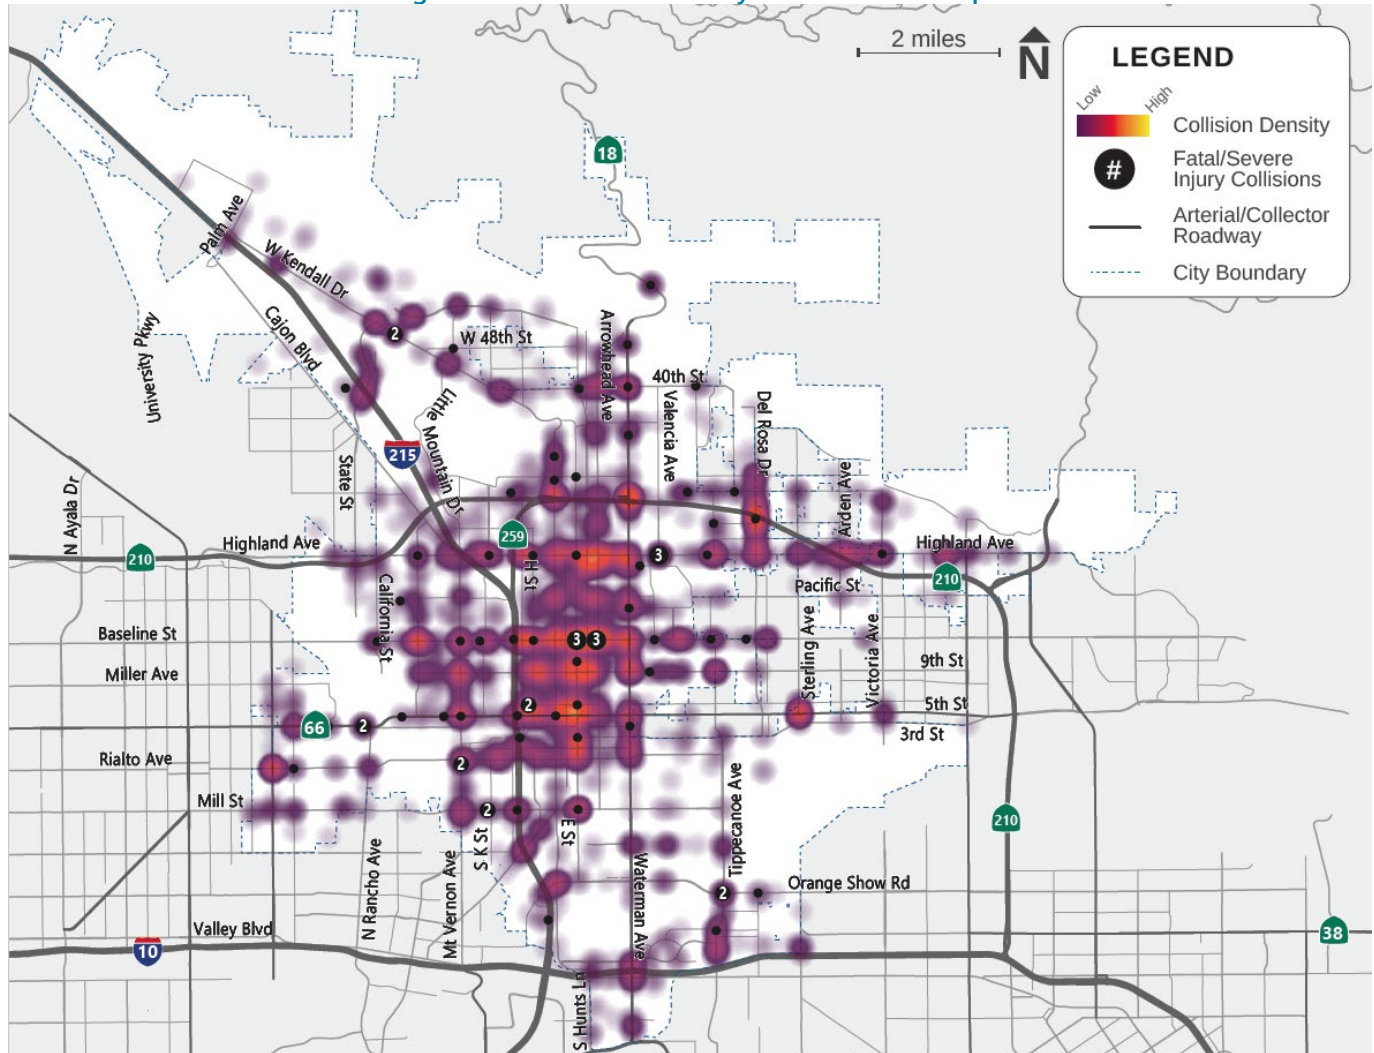 2 miles
N
LEGEND
Low
High
Collision Density
#
Fatal/Severe
Injury Collisions
Arterial/Collector
Roadway
City Boundary
18
Palm Ave
W Kendall Dr
University Pkwy
Cajon Blvd
2
W 48th St
Arrowhead Ave
40th St
Valencia Ave
Del Rosa Dr
Little Mountain Dr
215
State St
N Ayala Dr
Arden Ave
259
Highland Ave
210
H St
3
Highland Ave
210
Pacific St
California St
Baseline St
3
3
Sterling Ave
Victoria Ave
9th St
Miller Ave
5th St
3rd St
66
2
2
Rialto Ave
2
Tippecanoe Ave
Mill St
2
S K St
E St
210
N Rancho Ave
Mt Vernon Ave
Waterman Ave
2
Orange Show Rd
Valley Blvd
10
38
S Hunts Ln